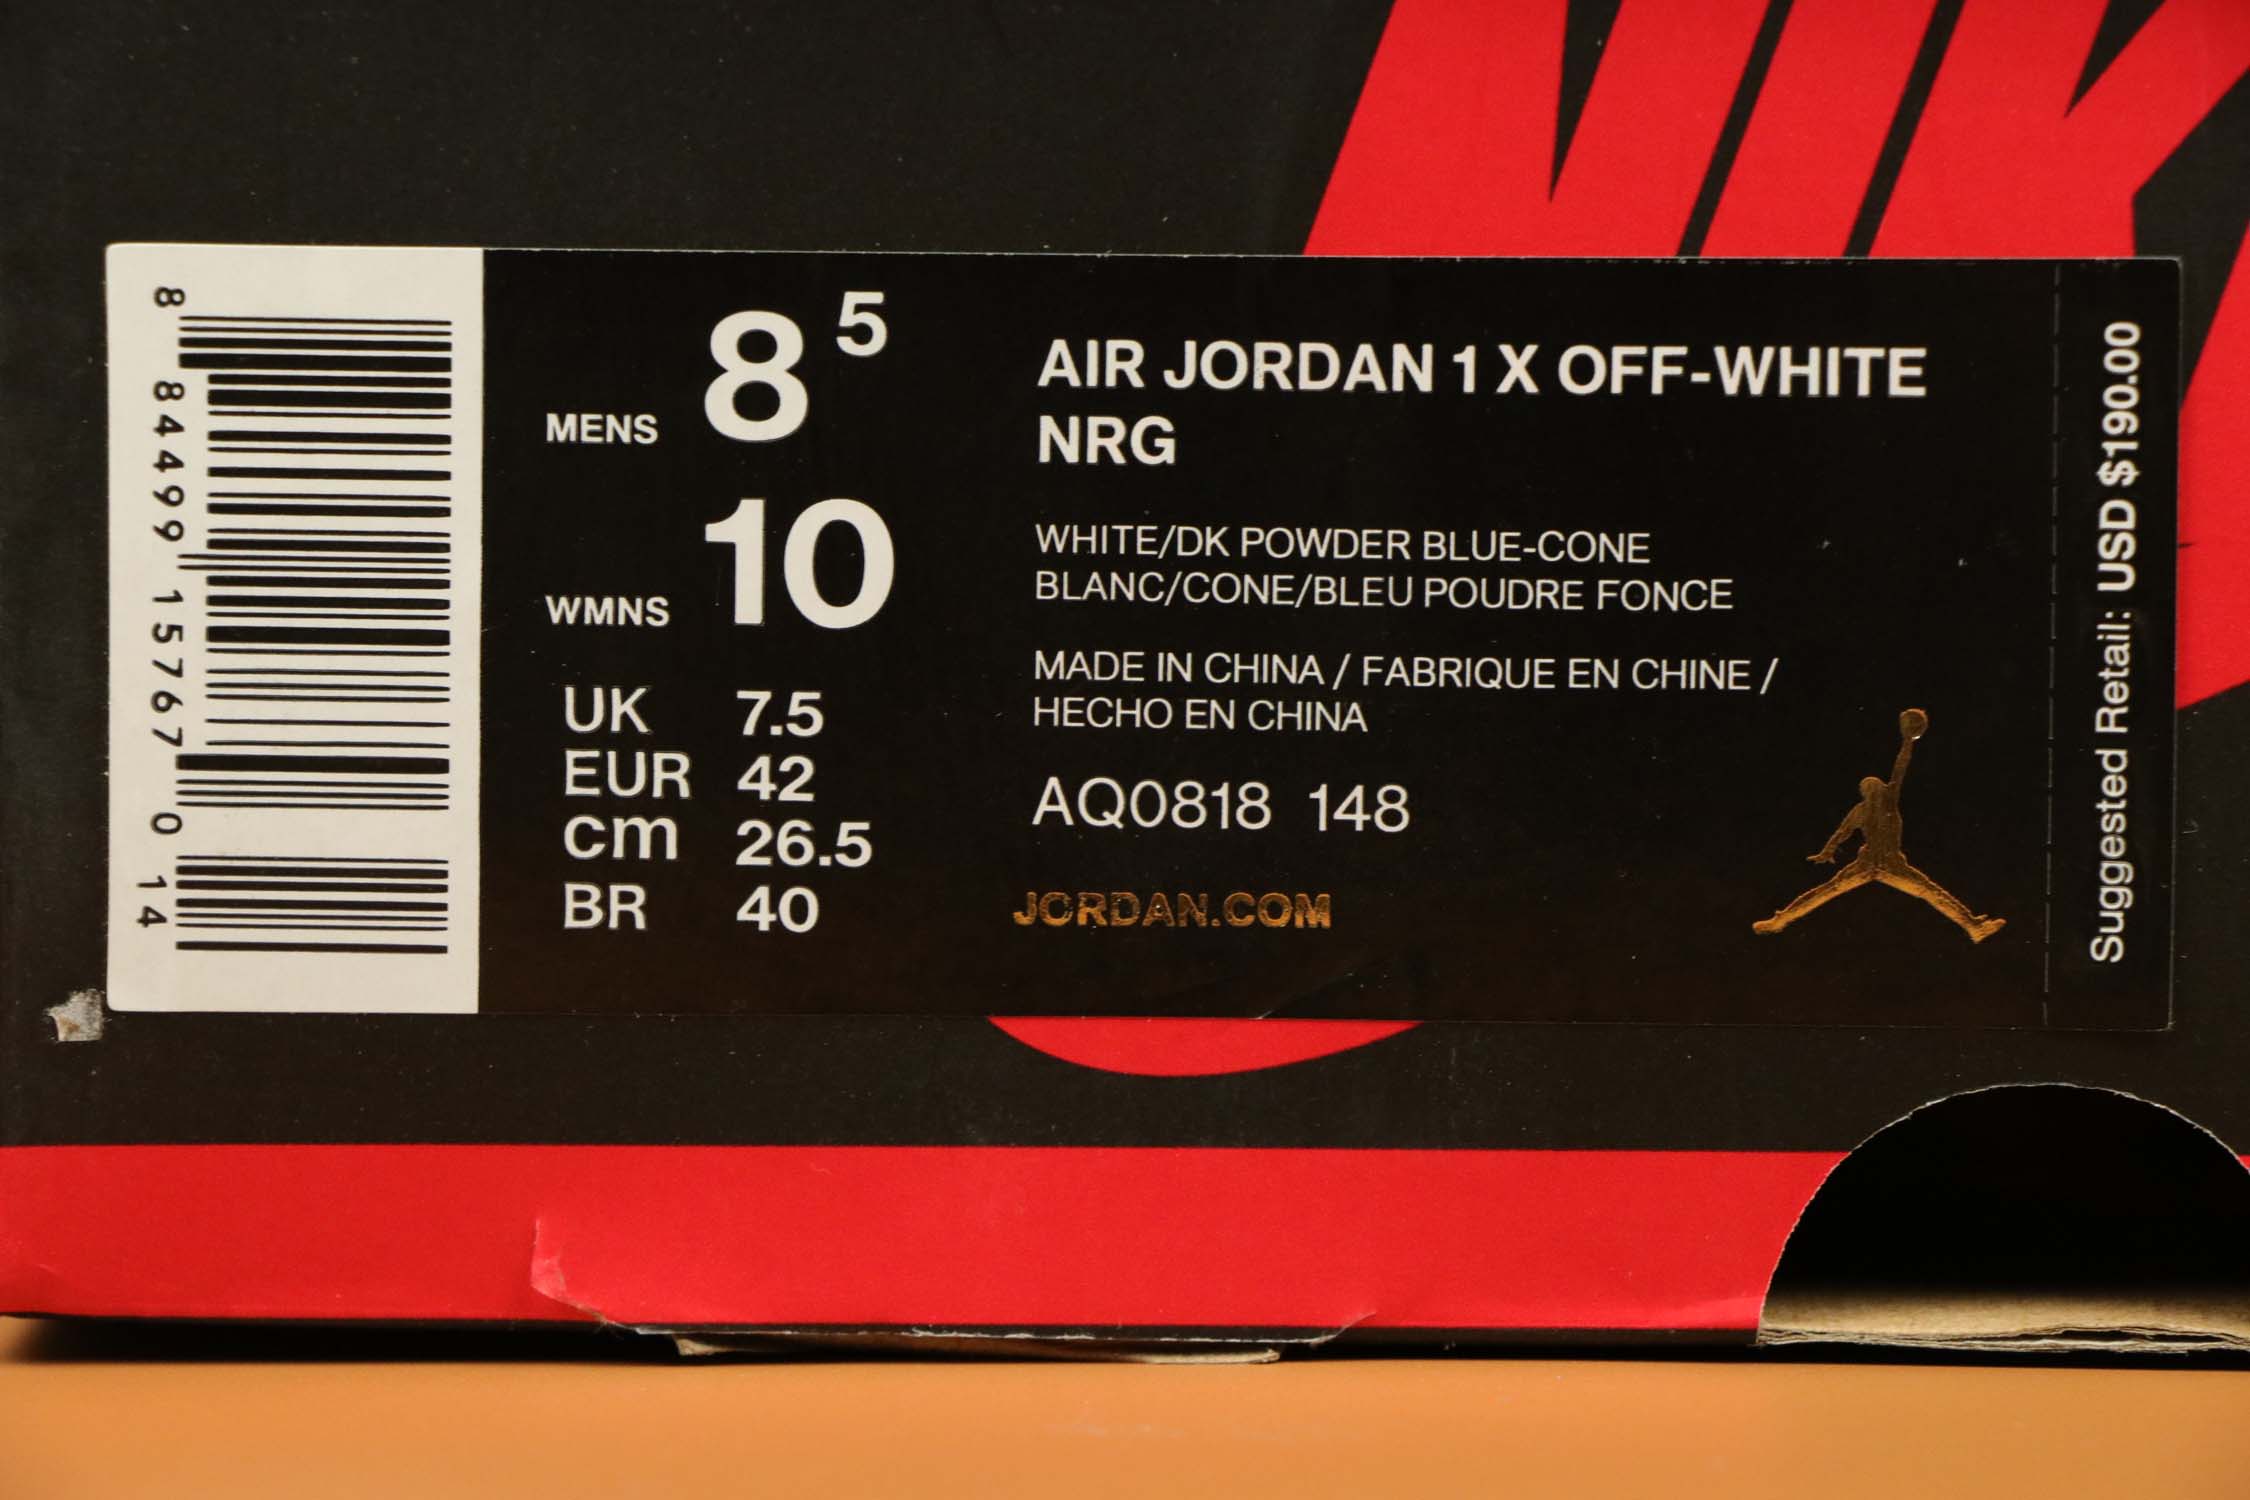 NIK
8 84499 15767 0 14
MENS 8 5
WMNS 10
UK 7.5
EUR 42
cm 26.5
BR 40
AIR JORDAN 1 X OFF-WHITE
NRG
WHITE/DK POWDER BLUE-CONE
BLANC/CONE/BLEU POUDRE FONCE
MADE IN CHINA / FABRIQUE EN CHINE /
HECHO EN CHINA
AQ0818 148
JORDAN.COM
Suggested Retail: USD $190.00